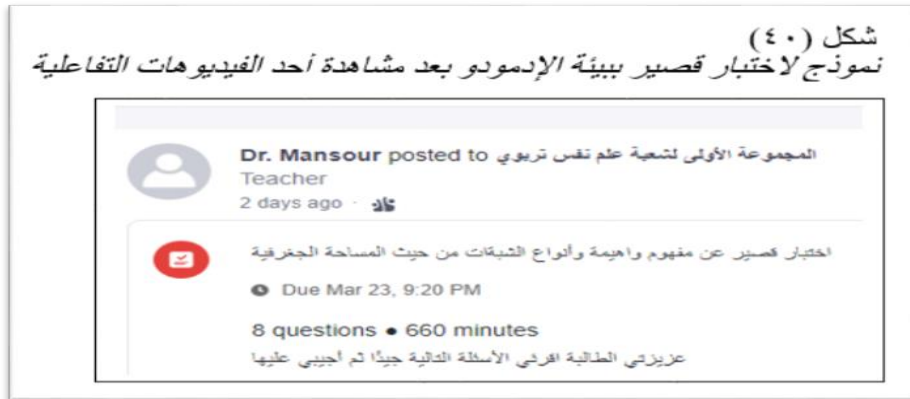 شكل (٤٠)
نموذج لاختبار قصير ببيئة الإدمودو بعد مشاهدة أحد الفيديوهات التفاعلية
Dr. Mansour posted to المجموعة الأولى لشعبة علم نفس تربوي
Teacher
2 days ago ·
اختبار قصير عن مفهوم واهيمة وأنواع الشبقات من حيث المساحة الجغرفية
Due Mar 23, 9:20 PM
8 questions ● 660 minutes
عزيزتي الطالبة اقرئي الأسئلة التالية جيدًا ثم أجيبي عليها